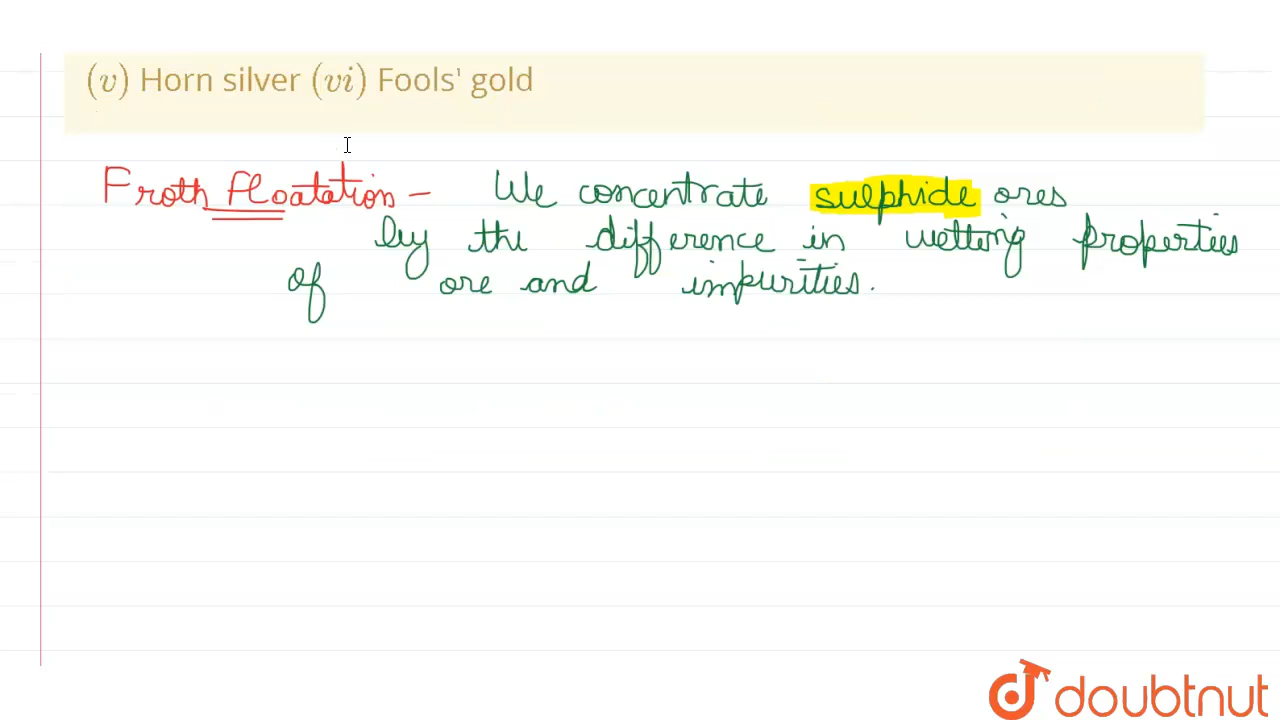 (v) Horn silver (vi) Fools' gold
Froth floatation - We concentrate sulphide ores
by the difference in wetting properties
of ore and impurities.
doubtnut